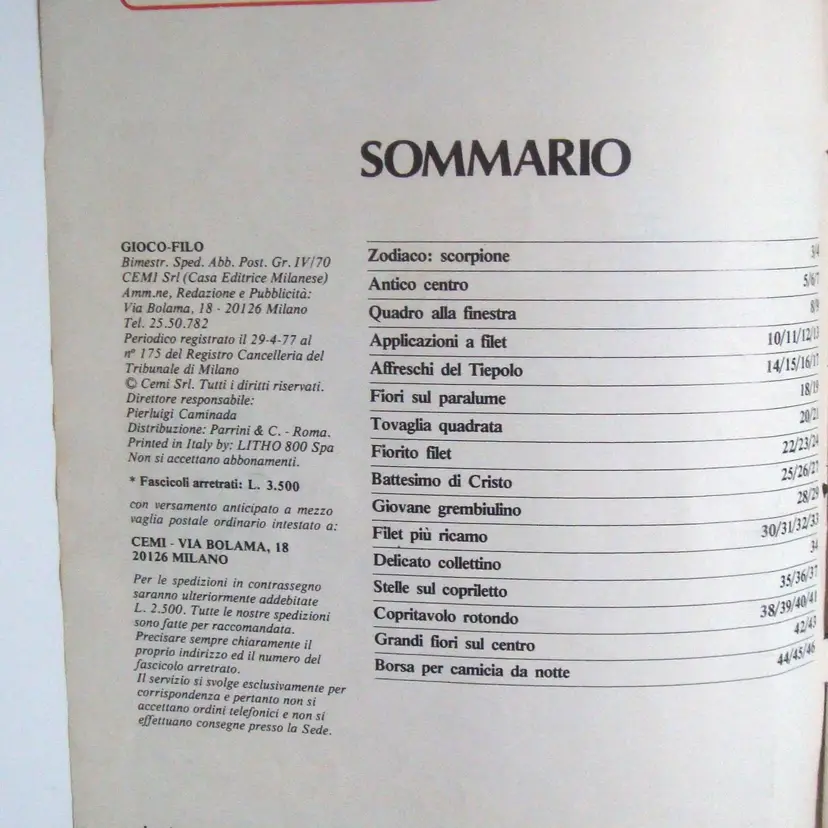 SOMMARIO
GIOCO-FILO
Bimestr. Sped. Abb. Post. Gr. IV/70
CEMI Srl (Casa Editrice Milanese)
Amm.ne, Redazione e Pubblicità:
Via Bolama, 18 - 20126 Milano
Tel. 25.50.782
Periodico registrato il 29-4-77 al
nº 175 del Registro Cancelleria del
Tribunale di Milano
© Cemi Srl. Tutti i diritti riservati.
Direttore responsabile:
Pierluigi Caminada
Distribuzione: Parrini & C. - Roma.
Printed in Italy by: LITHO 800 Spa
Non si accettano abbonamenti.
* Fascicoli arretrati: L. 3.500
con versamento anticipato a mezzo
vaglia postale ordinario intestato a:
CEMI - VIA BOLAMA, 18
20126 MILANO
Per le spedizioni in contrassegno
saranno ulteriormente addebitate
L. 2.500. Tutte le nostre spedizioni
sono fatte per raccomandata.
Precisare sempre chiaramente il
proprio indirizzo ed il numero del
fascicolo arretrato.
Il servizio si svolge esclusivamente per
corrispondenza e pertanto non si
accettano ordini telefonici e non si
effettuano consegne presso la Sede.
Zodiaco: scorpione 3/4
Antico centro 5/6/7
Quadro alla finestra 8/9
Applicazioni a filet 10/11/12/13
Affreschi del Tiepolo 14/15/16/17
Fiori sul paralume 18/19
Tovaglia quadrata 20/21
Fiorito filet 22/23/24
Battesimo di Cristo 25/26/27
Giovane grembiulino 28/29
Filet più ricamo 30/31/32/33
Delicato collettino 34
Stelle sul copriletto 35/36/37
Copritavolo rotondo 38/39/40/41
Grandi fiori sul centro 42/43
Borsa per camicia da notte 44/45/46